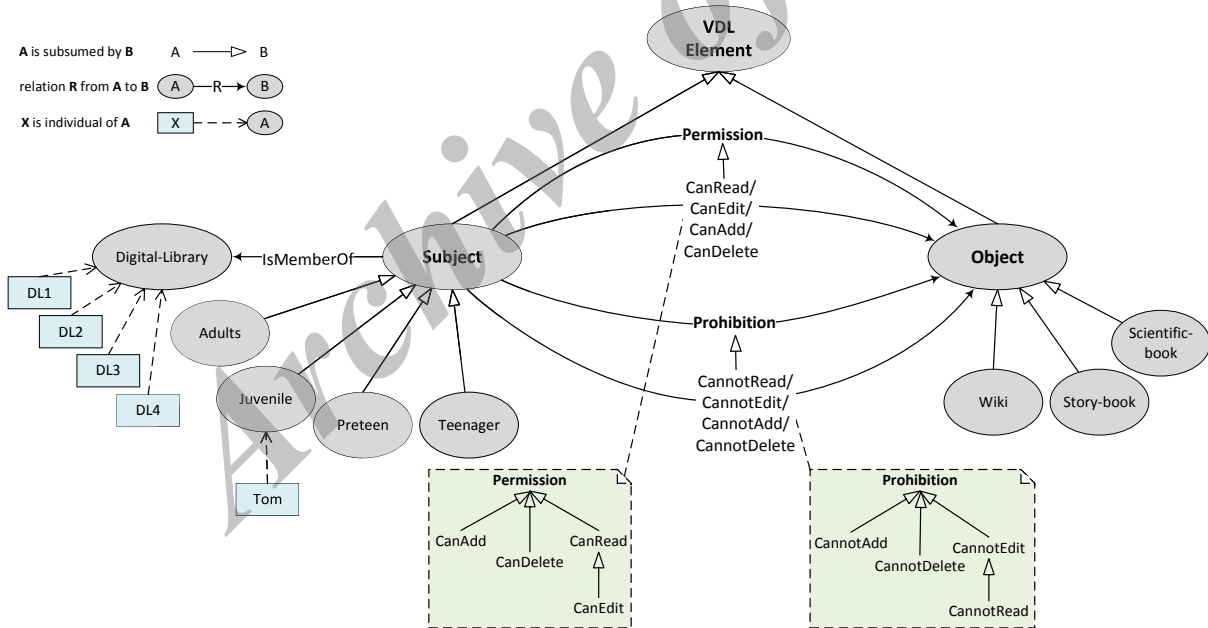 VDL
Element
A is subsumed by B A B
relation R from A to B A R B
X is individual of A X A
Permission
CanRead/
CanEdit/
CanAdd/
CanDelete
Digital-Library
IsMemberOf
Subject
Object
DL1
DL2
DL3
DL4
Adults
Juvenile
Preteen
Teenager
Tom
Prohibition
CannotRead/
CannotEdit/
CannotAdd/
CannotDelete
Scientific-
book
Wiki
Story-book
Permission
CanAdd
CanDelete
CanRead
CanEdit
Prohibition
CannotAdd
CannotDelete
CannotEdit
CannotRead
Archive of